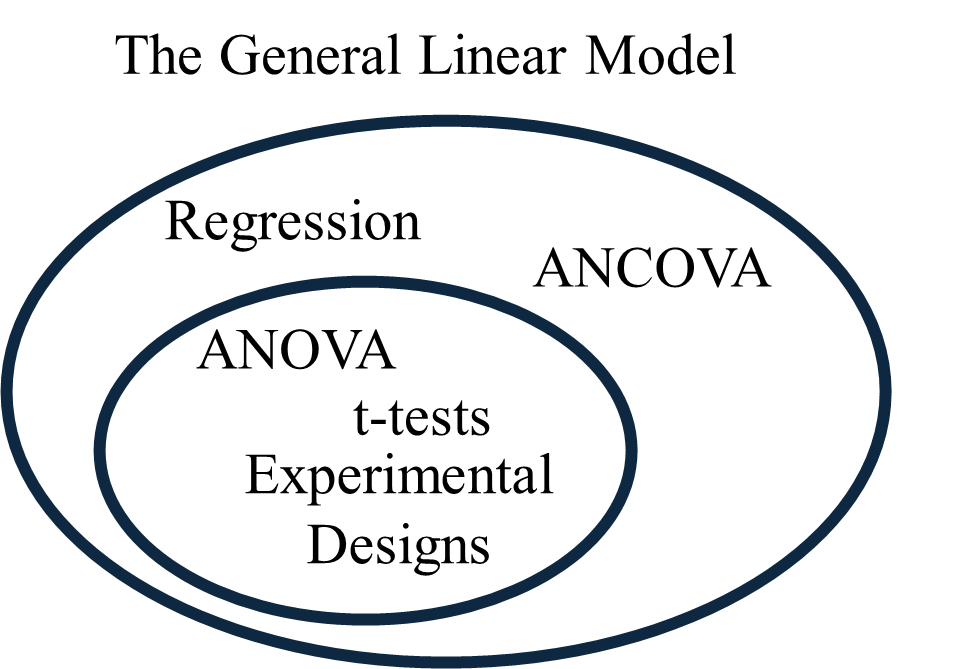 The General Linear Model
Regression
ANCOVA
ANOVA
t-tests
Experimental
Designs